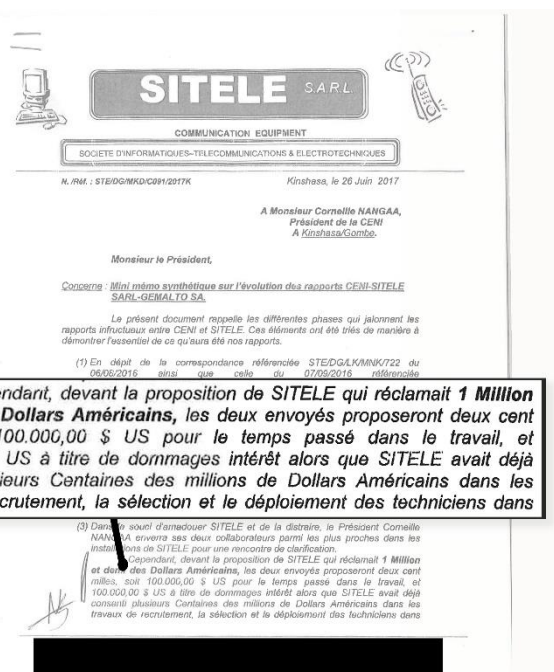 SITELE S.A.R.L
COMMUNICATION EQUIPMENT
SOCIETE D'INFORMATIQUES–TELECOMMUNICATIONS & ELECTROTECHNIQUES
N. /Réf. : STE/DG/MKD/C091/2017K
Kinshasa, le 26 Juin 2017
A Monsieur Corneille NANGAA,
Président de la CENI
A Kinshasa/Gombe.
Monsieur le Président,
Concerne : Mini mémo synthétique sur l'évolution des rapports CENI-SITELE
SARL-GEMALTO SA.
Le présent document rappelle les différentes phases qui jalonnent les
rapports infructueux entre CENI et SITELE. Ces éléments ont été triés de manière à
démontrer l'essentiel de ce qu'aura été nos rapports.
(1) En dépit de la correspondance référenciée STE/DG/LK/MNK/722 du
06/06/2016 ainsi que celle du 07/09/2016 référenciée
endant, devant la proposition de SITELE qui réclamait 1 Million
Dollars Américains, les deux envoyés proposeront deux cent
100.000,00 $ US pour le temps passé dans le travail, et
US à titre de dommages intérêt alors que SITELE avait déjà
sieurs Centaines des millions de Dollars Américains dans les
crutement, la sélection et le déploiement des techniciens dans
(3) Dans le souci d'amadouer SITELE et de la distraire, le Président Corneille
NANGAA enverra ses deux collaborateurs parmi les plus proches dans les
installations de SITELE pour une rencontre de clarification.
Cependant, devant la proposition de SITELE qui réclamait 1 Million
et demi des Dollars Américains, les deux envoyés proposeront deux cent
milles, soit 100.000,00 $ US pour le temps passé dans le travail, et
100.000,00 $ US à titre de dommages intérêt alors que SITELE avait déjà
consenti plusieurs Centaines des millions de Dollars Américains dans les
travaux de recrutement, la sélection et le déploiement des techniciens dans